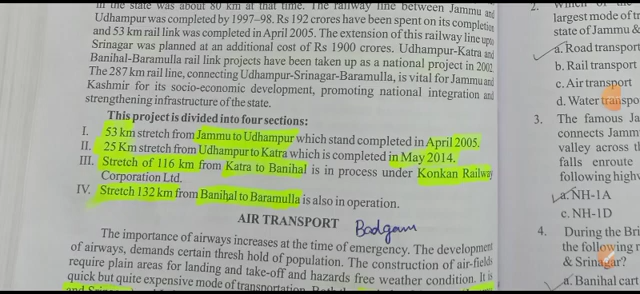 in the state was about 80 km at that time. The railway line between Jammu and
Udhampur was completed by 1997–98. Rs 192 crores have been spent on its completion
and 53 km rail link was completed in April 2005. The extension of this railway line upto
Srinagar was planned at an additional cost of Rs 1900 crores. Udhampur-Katra and
Banihal-Baramulla rail link projects have been taken up as a national project in 2002.
The 287 km rail line, connecting Udhampur-Srinagar-Baramulla, is vital for Jammu and
Kashmir for its socio-economic development, promoting national integration and
strengthening infrastructure of the state.
This project is divided into four sections:
I. 53 km stretch from Jammu to Udhampur which stand completed in April 2005.
II. 25 Km stretch from Udhampur to Katra which is completed in May 2014.
III. Stretch of 116 km from Katra to Banihal is in process under Konkan Railway
Corporation Ltd.
IV. Stretch 132 km from Banihal to Baramulla is also in operation.
AIR TRANSPORT Badgam
The importance of airways increases at the time of emergency. The development
of airways, demands certain thresh hold of population. The construction of air-fields
require plain areas for landing and take-off and hazards free weather condition. It is
quick but quite expensive mode of transportation.
2. Which of the
largest mode of tr
state of Jammu &
a. Road transport
b. Rail transport
c. Air transport
d. Water transpo
3. The famous Ja
connects Jamm
valley across th
falls enroute
following high
a. NH-1A
c. NH-1D
4. During the Bri
the following r
& Srinagar?
a. Banihal cart